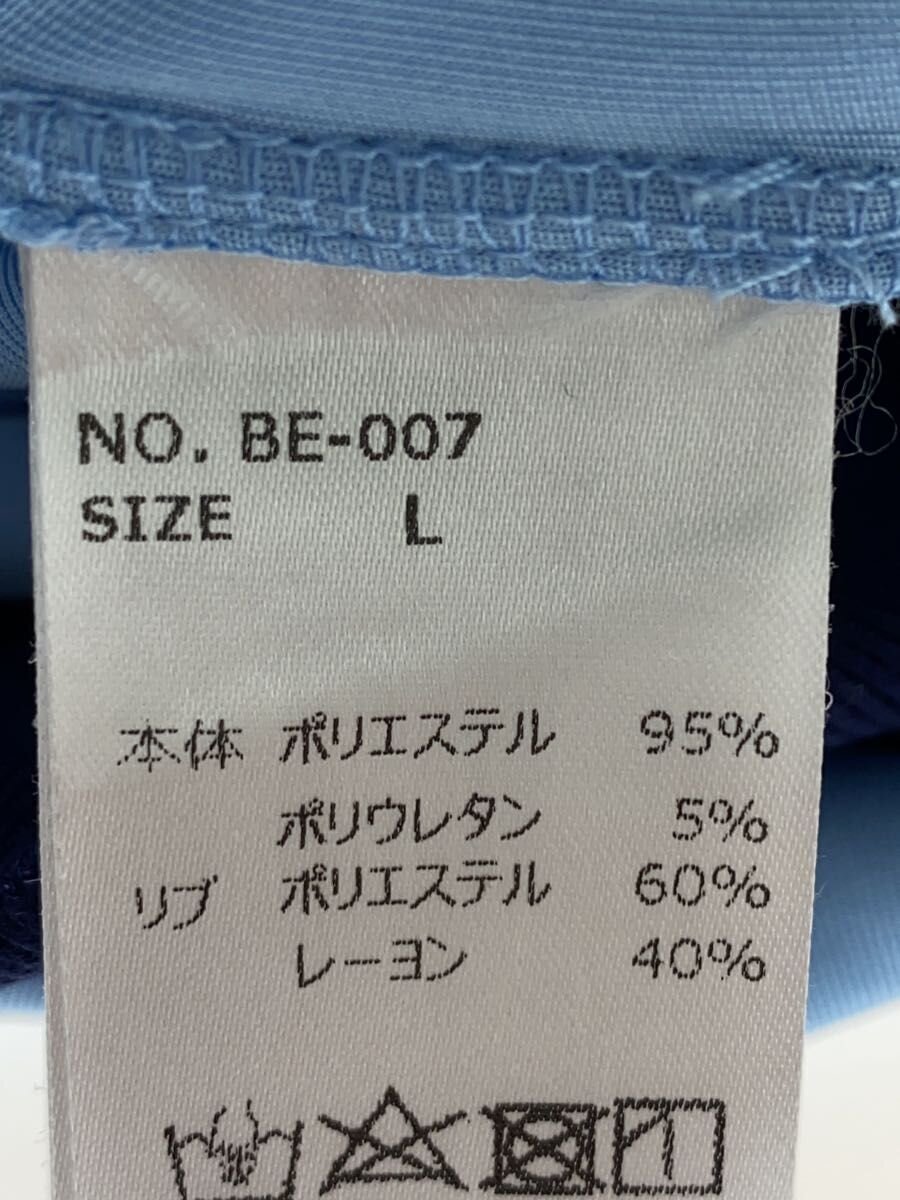 NO. BE-007
SIZE L
本体 ポリエステル 95%
ポリウレタン 5%
リブ ポリエステル 60%
レーヨン 40%